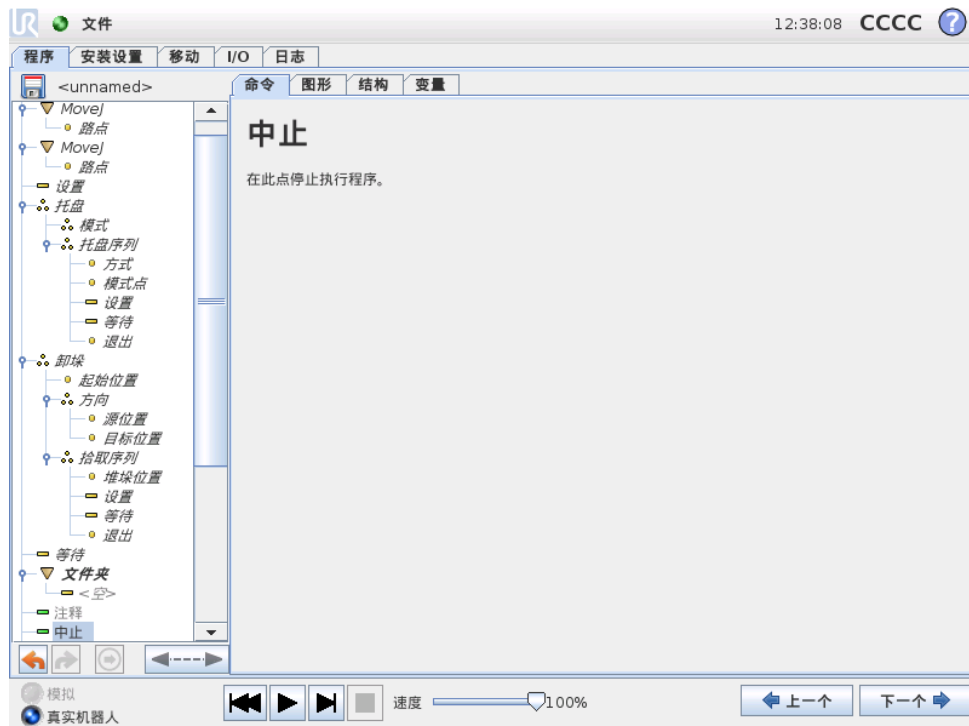 UR 文件 12:38:08 CCCC ?
程序 安装设置 移动 I/O 日志
<unnamed>
命令 图形 结构 变量
MoveJ
路点
MoveJ
路点
设置
托盘
模式
托盘序列
方式
模式点
设置
等待
退出
卸垛
起始位置
方向
源位置
目标位置
拾取序列
堆垛位置
设置
等待
退出
等待
文件夹
<空>
注释
中止
中止
在此点停止执行程序。
模拟
真实机器人
速度 100%
上一个 下一个